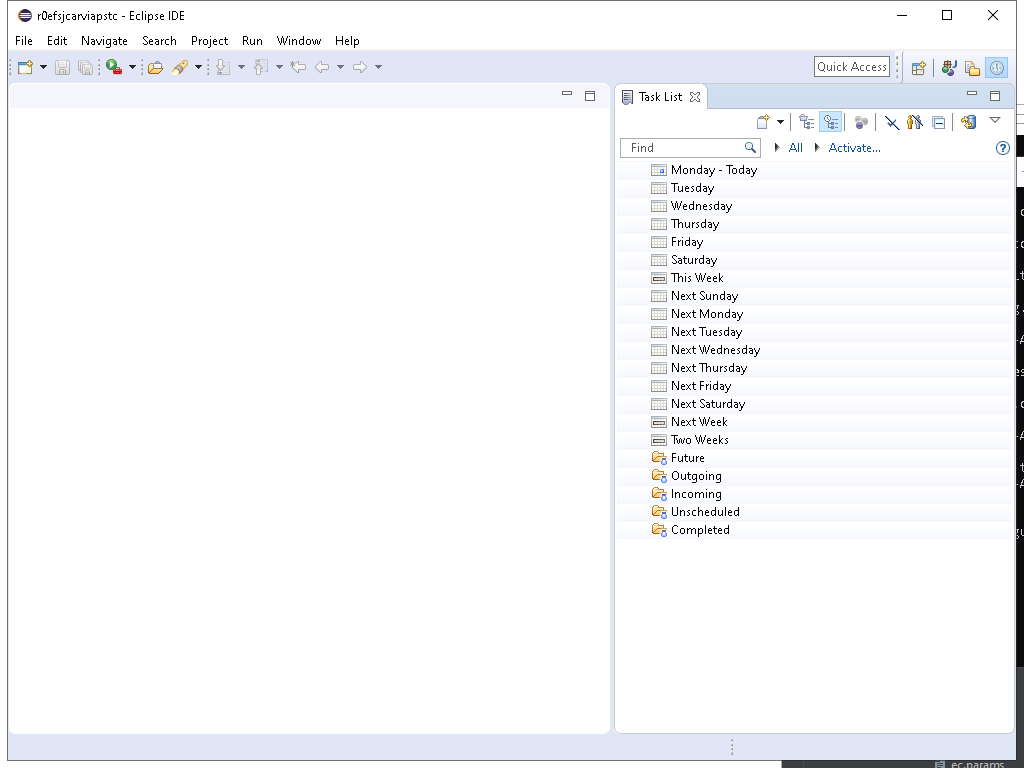 r0efsjcarviapstc - Eclipse IDE
File Edit Navigate Search Project Run Window Help
Quick Access
Task List
Find All Activate...
Monday - Today
Tuesday
Wednesday
Thursday
Friday
Saturday
This Week
Next Sunday
Next Monday
Next Tuesday
Next Wednesday
Next Thursday
Next Friday
Next Saturday
Next Week
Two Weeks
Future
Outgoing
Incoming
Unscheduled
Completed
ec.params